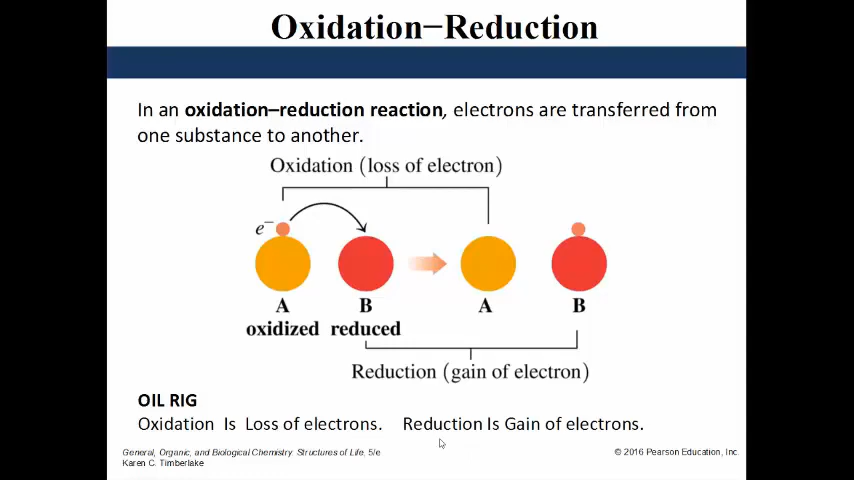 Oxidation–Reduction
In an oxidation–reduction reaction, electrons are transferred from
one substance to another.
Oxidation (loss of electron)
e−
A B A B
oxidized reduced
Reduction (gain of electron)
OIL RIG
Oxidation Is Loss of electrons. Reduction Is Gain of electrons.
General, Organic, and Biological Chemistry: Structures of Life, 5/e © 2016 Pearson Education, Inc.
Karen C. Timberlake